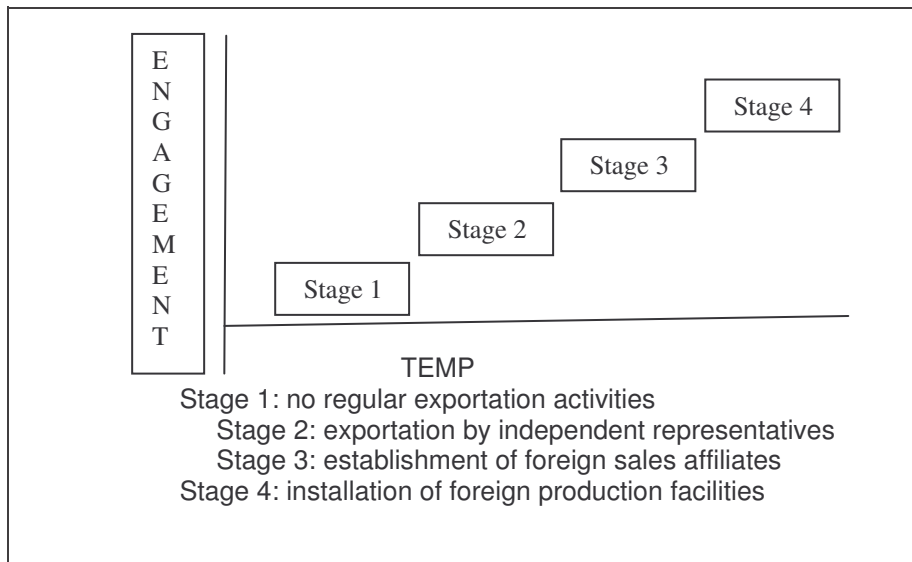 ENGAGEMENT
Stage 4
Stage 3
Stage 2
Stage 1
TEMP
Stage 1: no regular exportation activities
Stage 2: exportation by independent representatives
Stage 3: establishment of foreign sales affiliates
Stage 4: installation of foreign production facilities